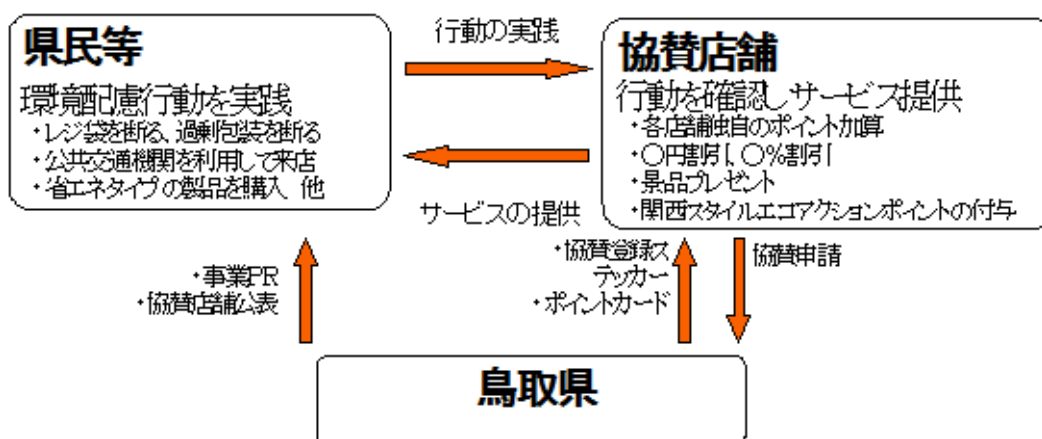 県民等
環境配慮行動を実践
・レジ袋を断る、過剰包装を断る
・公共交通機関を利用して来店
・省エネタイプの製品を購入 他
行動の実践
サービスの提供
協賛店舗
行動を確認しサービス提供
・各店舗独自のポイント加算
・〇円割引、〇%割引
・景品プレゼント
・関西スタイルエコアクションポイントの付与
・事業PR
・協賛店舗公表
・協賛登録ス
テッカー
・ポイントカード
協賛申請
鳥取県